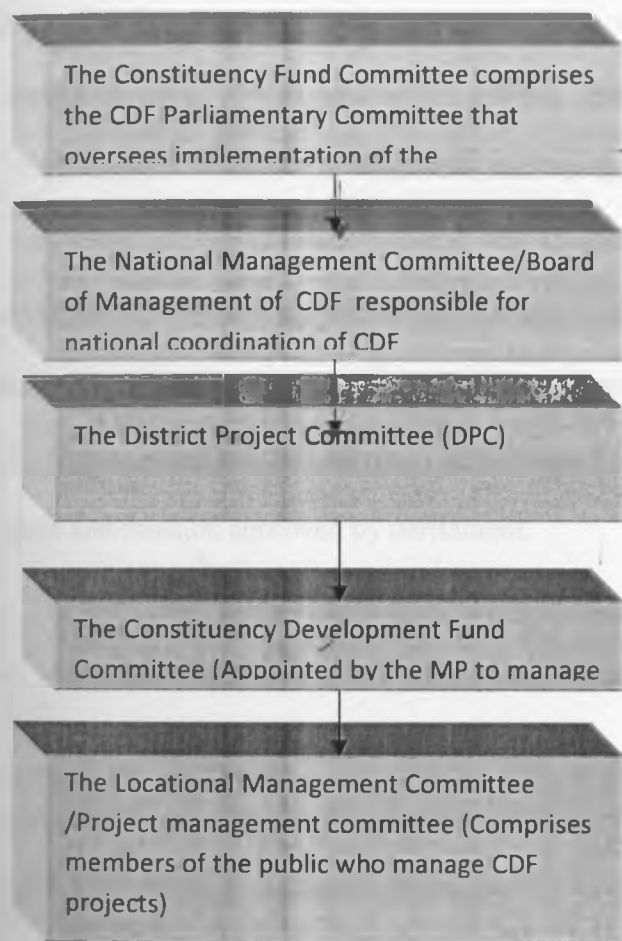 The Constituency Fund Committee comprises
the CDF Parliamentary Committee that
oversees implementation of the
The National Management Committee/Board
of Management of CDF responsible for
national coordination of CDF
The District Project Committee (DPC)
by Parliament.
The Constituency Development Fund
Committee (Appointed by the MP to manage
The Locational Management Committee
/Project management committee (Comprises
members of the public who manage CDF
projects)